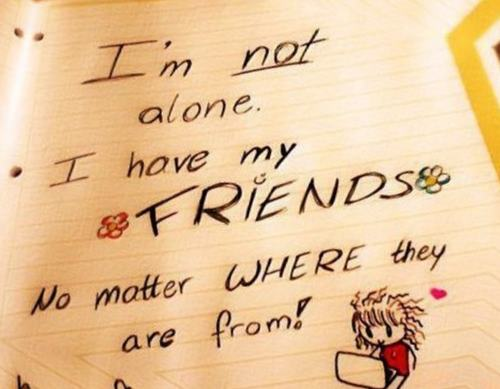 I'm not
alone.
I have my
FRiENDS
No matter WHERE they
are from!